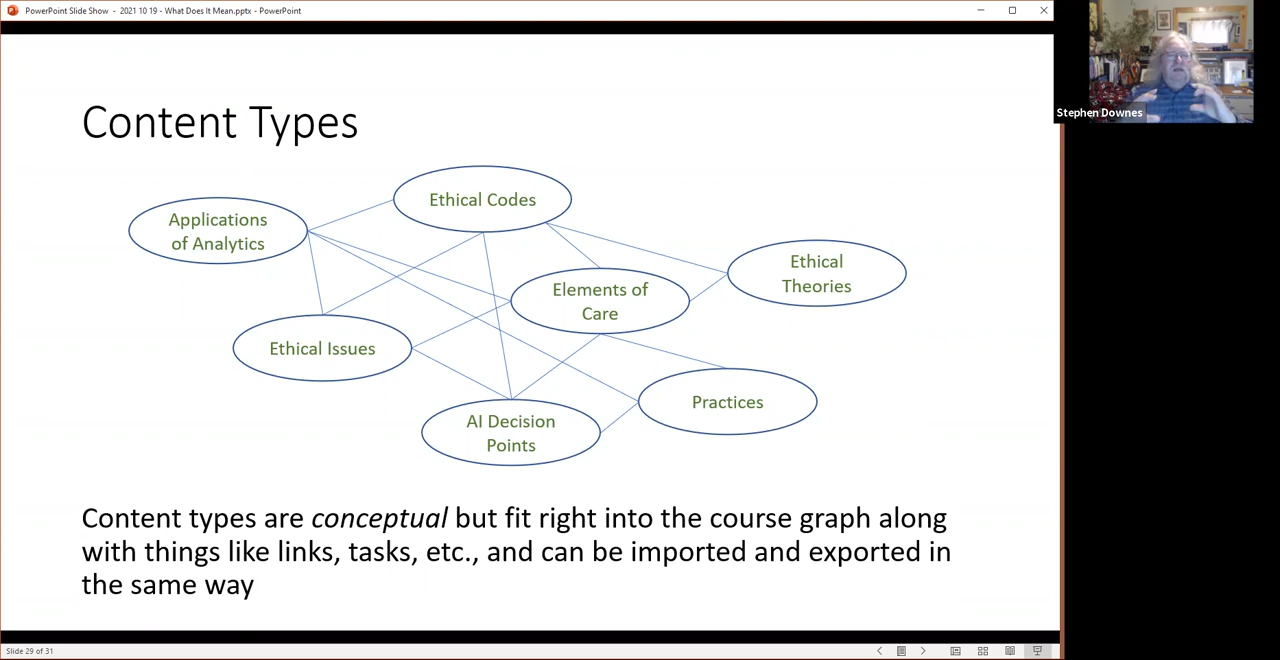 PowerPoint Slide Show - 2021 10 19 - What Does It Mean.pptx - PowerPoint
Stephen Downes
Content Types
Ethical Codes
Applications
of Analytics
Ethical
Theories
Elements of
Care
Ethical Issues
Practices
AI Decision
Points
Content types are conceptual but fit right into the course graph along
with things like links, tasks, etc., and can be imported and exported in
the same way
Slide 29 of 31